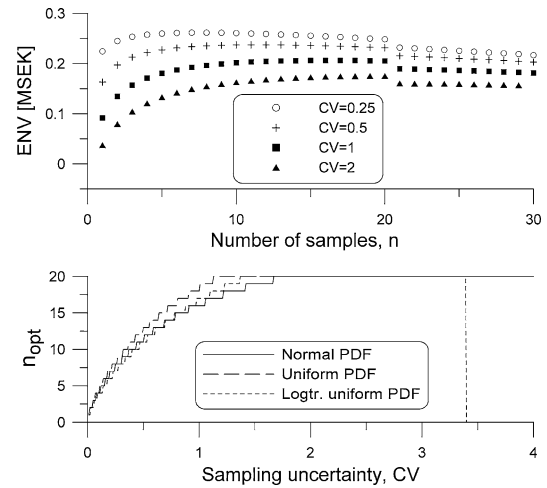 0.3
0.2
0.1
0
ENV [MSEK]
CV=0.25
CV=0.5
CV=1
CV=2
0 10 20 30
Number of samples, n
20
15
10
5
0
nopt
Normal PDF
Uniform PDF
Logtr. uniform PDF
0 1 2 3 4
Sampling uncertainty, CV